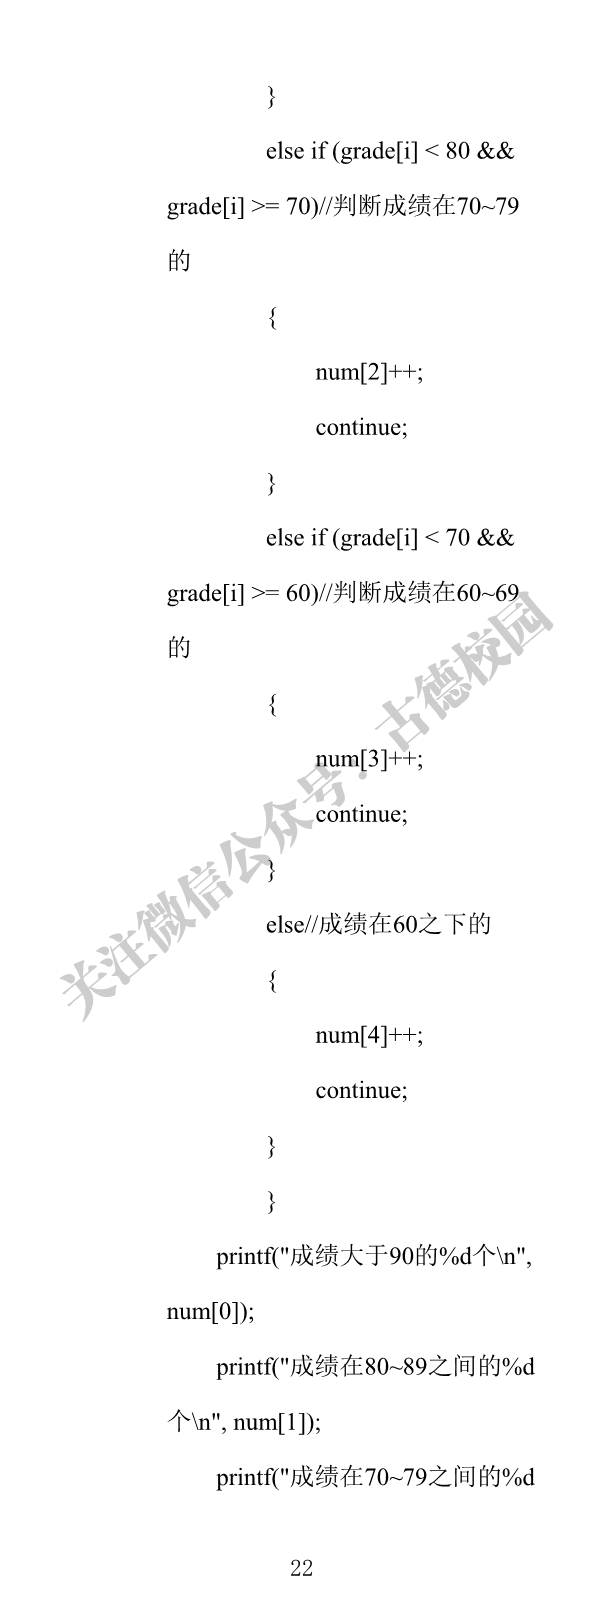 }
else if (grade[i] < 80 &&
grade[i] >= 70)//判断成绩在70~79
的
{
num[2]++;
continue;
}
else if (grade[i] < 70 &&
grade[i] >= 60)//判断成绩在60~69
的
{
num[3]++;
continue;
}
else//成绩在60之下的
{
num[4]++;
continue;
}
}
printf("成绩大于90的%d个\n",
num[0]);
printf("成绩在80~89之间的%d
个\n", num[1]);
printf("成绩在70~79之间的%d
22
关注微信公众号：古德校园